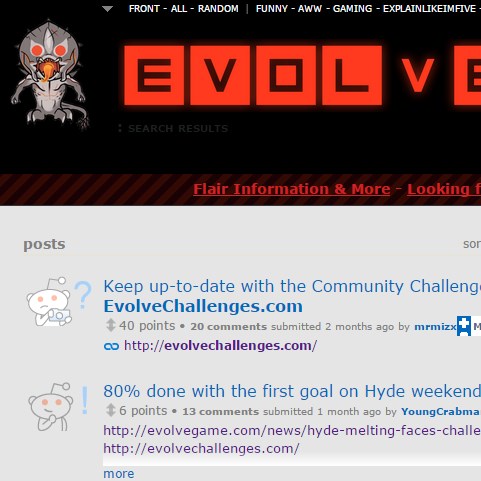 FRONT - ALL - RANDOM | FUNNY - AWW - GAMING - EXPLAINLIKEIMFIVE -
EVOLVE
: SEARCH RESULTS
Flair Information & More - Looking f
posts
sor
Keep up-to-date with the Community Challenge
EvolveChallenges.com
40 points • 20 comments submitted 2 months ago by mrmizx M
http://evolvechallenges.com/
80% done with the first goal on Hyde weekend
6 points • 13 comments submitted 1 month ago by YoungCrabma
http://evolvegame.com/news/hyde-melting-faces-challe
http://evolvechallenges.com/
more